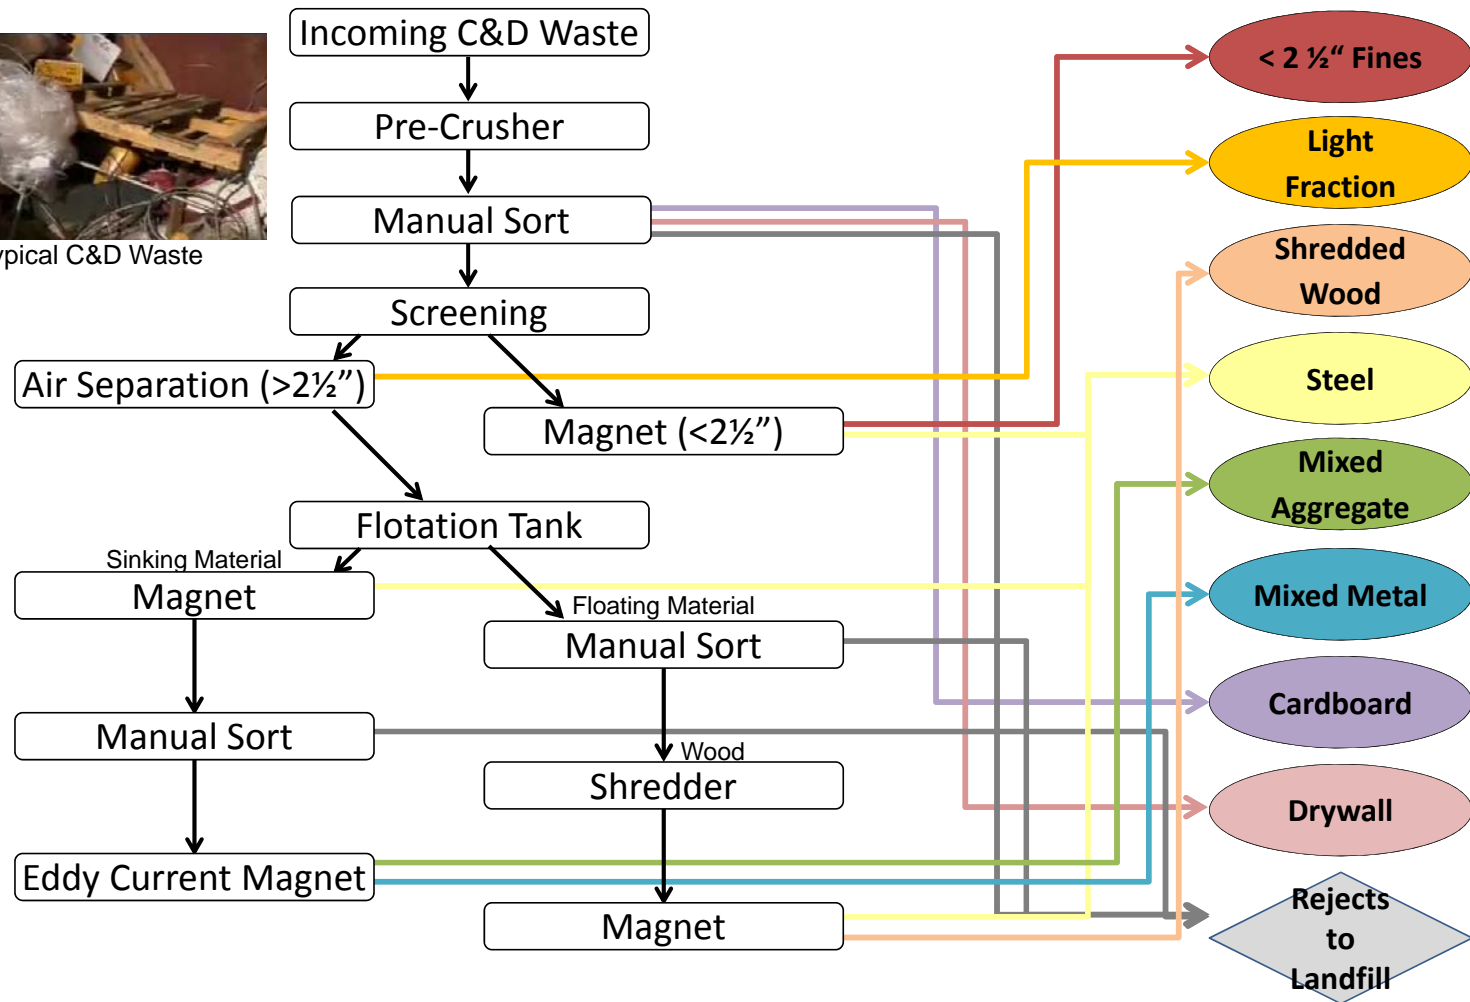 Incoming C&D Waste
Pre-Crusher
Manual Sort
Screening
Air Separation (>2½”)
Magnet (<2½”)
Flotation Tank
Sinking Material
Magnet
Floating Material
Manual Sort
Manual Sort
Wood
Shredder
Eddy Current Magnet
Magnet
ypical C&D Waste
< 2 ½“ Fines
Light
Fraction
Shredded
Wood
Steel
Mixed
Aggregate
Mixed Metal
Cardboard
Drywall
Rejects
to
Landfill